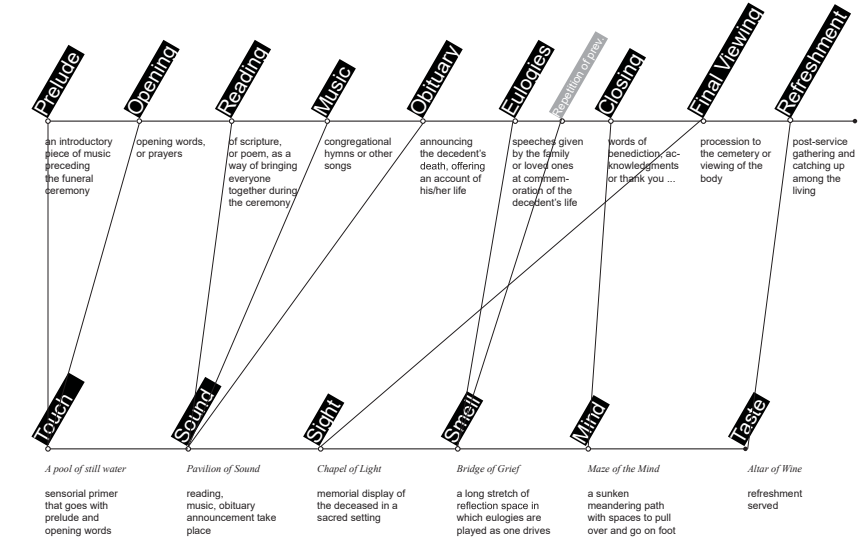 Prelude
Opening
Reading
Music
Obituary
Eulogies
Repetition of prev.
Closing
Final Viewing
Refreshment
an introductory
piece of music
preceding
the funeral
ceremony
opening words,
or prayers
of scripture,
or poem, as a
way of bringing
everyone
together during
the ceremony
congregational
hymns or other
songs
announcing
the decedent's
death, offering
an account of
his/her life
speeches given
by the family
or loved ones
at commem-
oration of the
decedent's life
words of
benediction, ac-
knowledgments
or thank you ...
procession to
the cemetery or
viewing of the
body
post-service
gathering and
catching up
among the
living
Touch
Sound
Sight
Smell
Mind
Taste
A pool of still water
sensorial primer
that goes with
prelude and
opening words
Pavilion of Sound
reading,
music, obituary
announcement take
place
Chapel of Light
memorial display of
the deceased in a
sacred setting
Bridge of Grief
a long stretch of
reflection space in
which eulogies are
played as one drives
Maze of the Mind
a sunken
meandering path
with spaces to pull
over and go on foot
Altar of Wine
refreshment
served